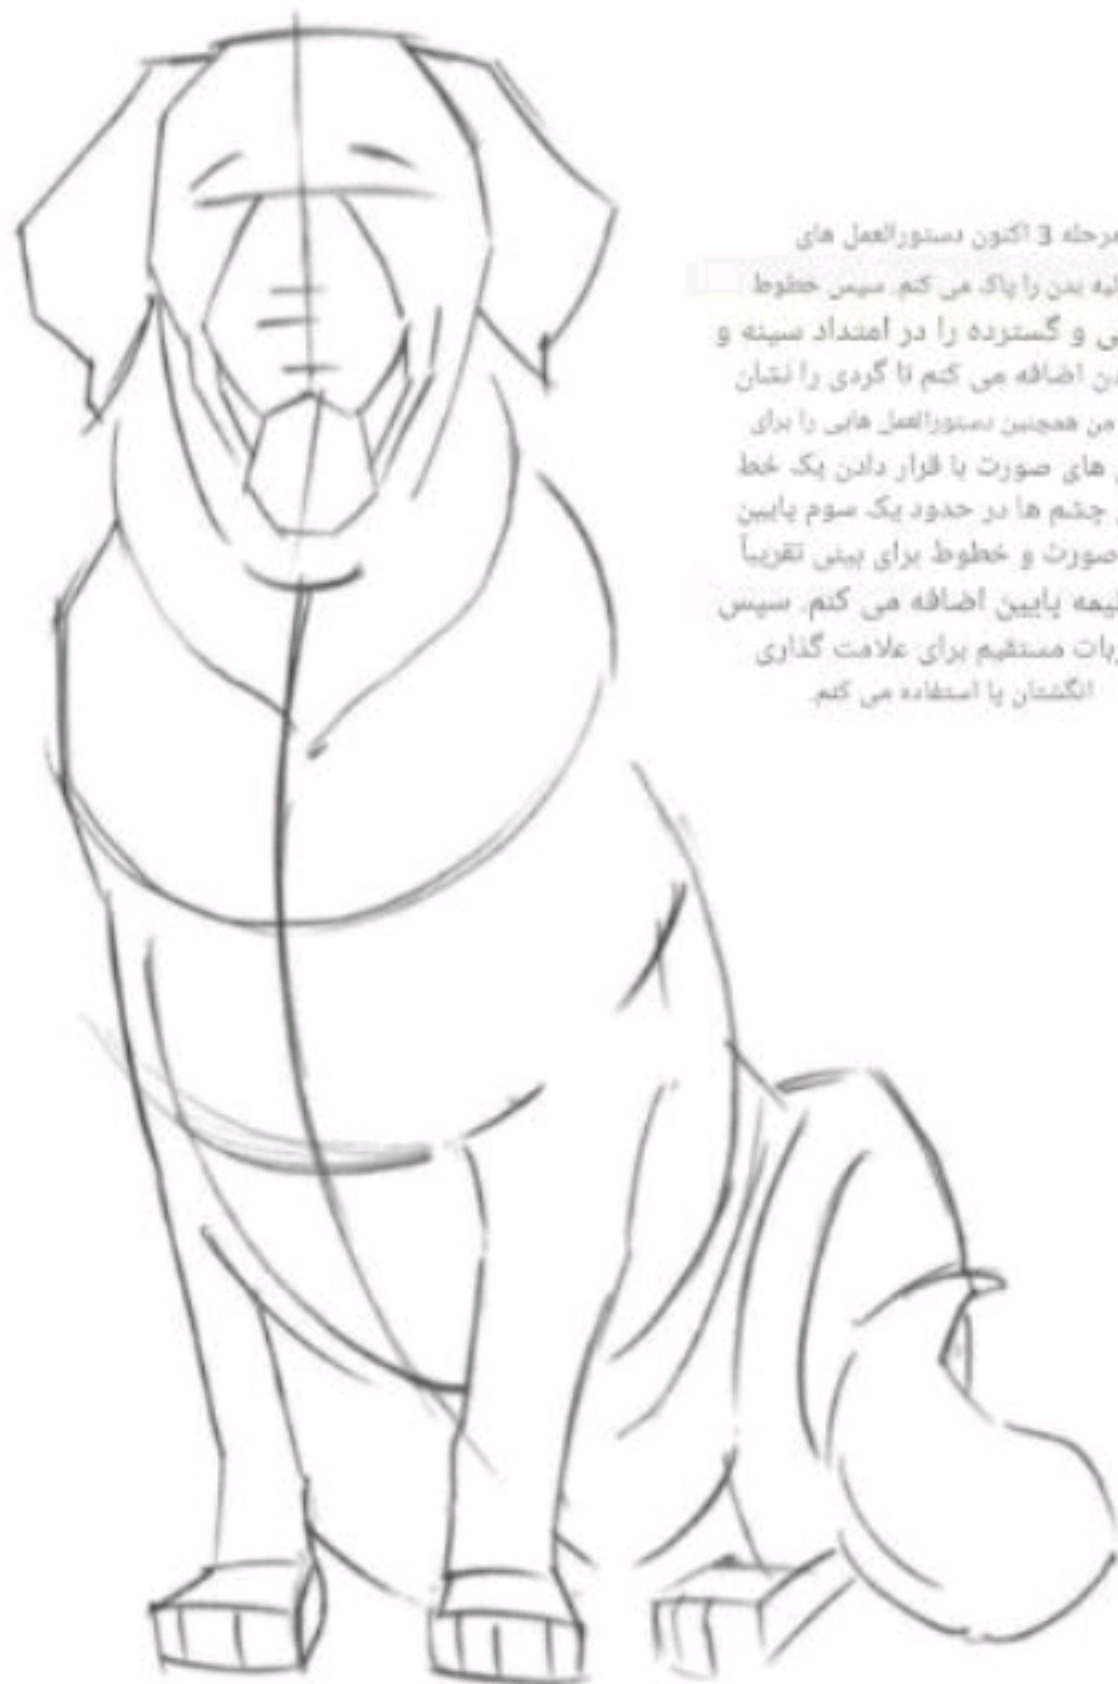 مرحله 3 اکنون دستورالعمل های
بدن را پاک می کنم. سپس خطوط
و گسترده را در امتداد سینه و
اضافه می کنم تا گردی را نشان
من همچنین دستورالعمل هایی را برای
های صورت با قرار دادن یک خط
چشم ها در حدود یک سوم پایین
صورت و خطوط برای بینی تقریباً
نیمه پایین اضافه می کنم. سپس
مستقیم برای علامت گذاری
انگشتان پا استفاده می کنم.